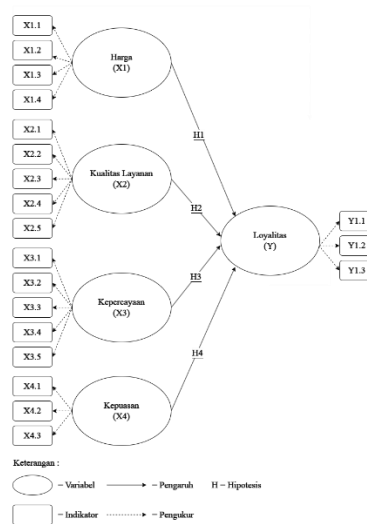 X1.1
X1.2
X1.3
X1.4
Harga
(X1)
H1
X2.1
X2.2
X2.3
X2.4
X2.5
Kualitas Layanan
(X2)
H2
Loyalitas
(Y)
Y1.1
Y1.2
Y1.3
X3.1
X3.2
X3.3
X3.4
X3.5
Kepercayaan
(X3)
H3
H4
X4.1
X4.2
X4.3
Kepuasan
(X4)
Keterangan :
= Variabel = Pengaruh H = Hipotesis
= Indikator = Pengukur